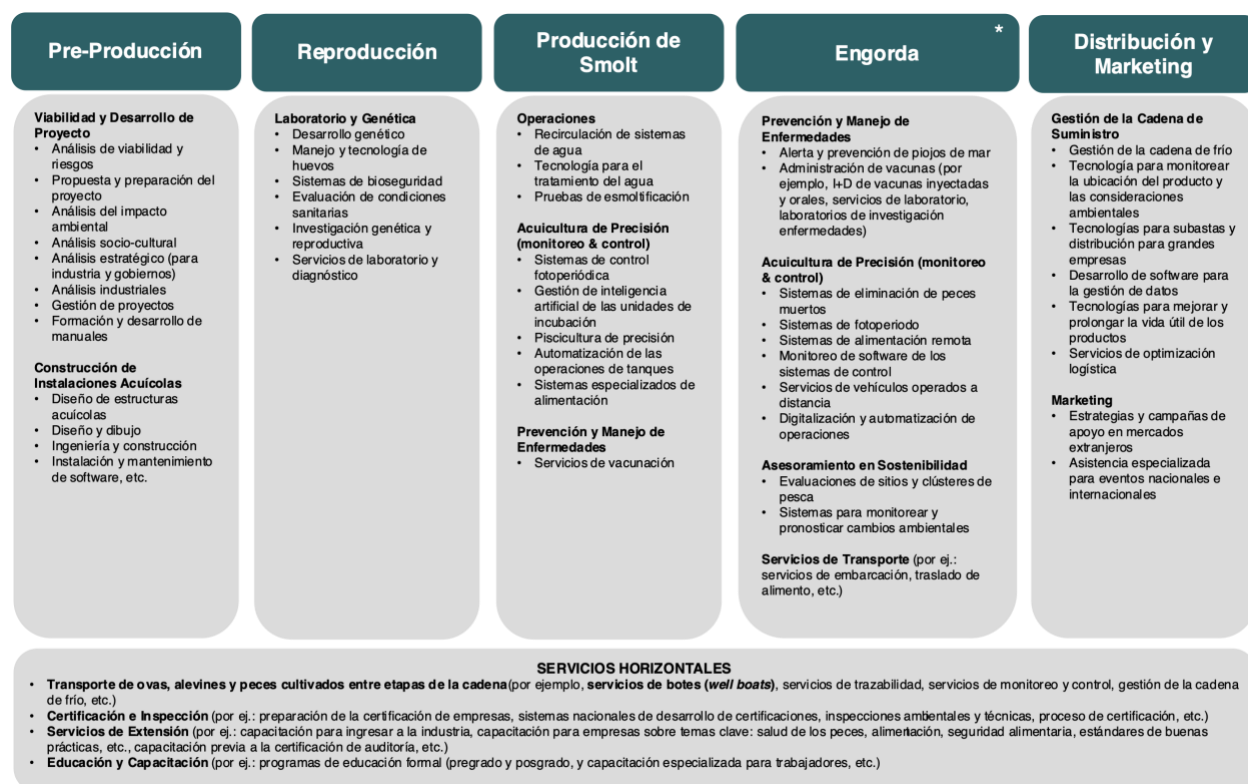 Pre-Producción
Viabilidad y Desarrollo de
Proyecto
• Análisis de viabilidad y
riesgos
• Propuesta y preparación del
proyecto
• Análisis del impacto
ambiental
• Análisis socio-cultural
• Análisis estratégico (para
industria y gobiernos)
• Análisis industriales
• Gestión de proyectos
• Formación y desarrollo de
manuales
Construcción de
Instalaciones Acuícolas
• Diseño de estructuras
acuícolas
• Diseño y dibujo
• Ingeniería y construcción
• Instalación y mantenimiento
de software, etc.
Reproducción
Laboratorio y Genética
• Desarrollo genético
• Manejo y tecnología de
huevos
• Sistemas de bioseguridad
• Evaluación de condiciones
sanitarias
• Investigación genética y
reproductiva
• Servicios de laboratorio y
diagnóstico
Producción de
Smolt
Operaciones
• Recirculación de sistemas
de agua
• Tecnología para el
tratamiento del agua
• Pruebas de esmoltificación
Acuicultura de Precisión
(monitoreo & control)
• Sistemas de control
fotoperiódica
• Gestión de inteligencia
artificial de las unidades de
incubación
• Piscicultura de precisión
• Automatización de las
operaciones de tanques
• Sistemas especializados de
alimentación
Prevención y Manejo de
Enfermedades
• Servicios de vacunación
Engorda *
Prevención y Manejo de
Enfermedades
• Alerta y prevención de piojos de mar
• Administración de vacunas (por
ejemplo, I+D de vacunas inyectadas
y orales, servicios de laboratorio,
laboratorios de investigación
enfermedades)
Acuicultura de Precisión (monitoreo
& control)
• Sistemas de eliminación de peces
muertos
• Sistemas de fotoperiodo
• Sistemas de alimentación remota
• Monitoreo de software de los
sistemas de control
• Servicios de vehículos operados a
distancia
• Digitalización y automatización de
operaciones
Asesoramiento en Sostenibilidad
• Evaluaciones de sitios y clústeres de
pesca
• Sistemas para monitorear y
pronosticar cambios ambientales
Servicios de Transporte (por ej.:
servicios de embarcación, traslado de
alimento, etc.)
Distribución y
Marketing
Gestión de la Cadena de
Suministro
• Gestión de la cadena de frío
• Tecnología para monitorear
la ubicación del producto y
las consideraciones
ambientales
• Tecnologías para subastas y
distribución para grandes
empresas
• Desarrollo de software para
la gestión de datos
• Tecnologías para mejorar y
prolongar la vida útil de los
productos
• Servicios de optimización
logística
Marketing
• Estrategias y campañas de
apoyo en mercados
extranjeros
• Asistencia especializada
para eventos nacionales e
internacionales
SERVICIOS HORIZONTALES
• Transporte de ovas, alevines y peces cultivados entre etapas de la cadena(por ejemplo, servicios de botes (well boats), servicios de trazabilidad, servicios de monitoreo y control, gestión de la cadena
de frío, etc.)
• Certificación e Inspección (por ej.: preparación de la certificación de empresas, sistemas nacionales de desarrollo de certificaciones, inspecciones ambientales y técnicas, proceso de certificación, etc.)
• Servicios de Extensión (por ej.: capacitación para ingresar a la industria, capacitación para empresas sobre temas clave: salud de los peces, alimentación, seguridad alimentaria, estándares de buenas
prácticas, etc., capacitación previa a la certificación de auditoría, etc.)
• Educación y Capacitación (por ej.: programas de educación formal (pregrado y posgrado, y capacitación especializada para trabajadores, etc.)